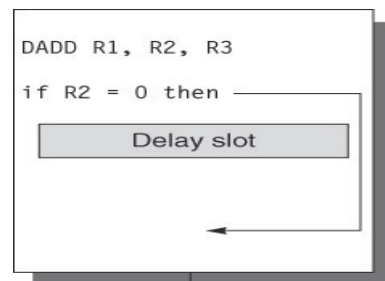 DADD R1, R2, R3
if R2 = 0 then
Delay slot